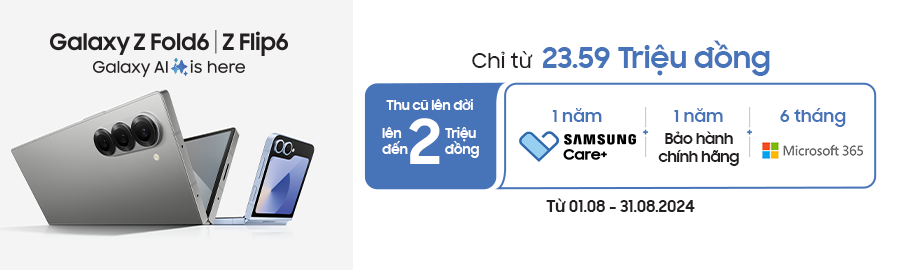 Galaxy Z Fold6 | Z Flip6
Galaxy AI is here
Chỉ từ 23.59 Triệu đồng
Thu cũ lên đời
lên đến 2 Triệu đồng
1 năm
SAMSUNG
Care+
1 năm
Bảo hành
chính hãng
6 tháng
Microsoft 365
Từ 01.08 - 31.08.2024